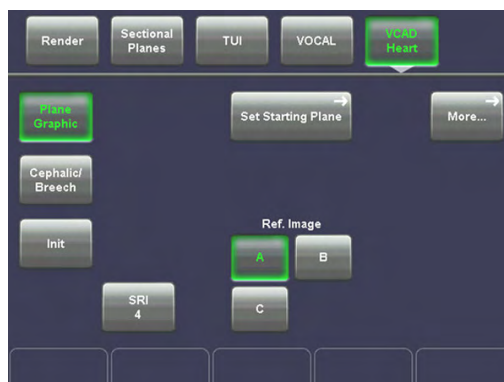 Render
Sectional
Planes
TUI
VOCAL
VCAD
Heart
Plane
Graphic
Set Starting Plane
More...
Cephalic/
Breech
Init
Ref. Image
A
B
SRI
4
C